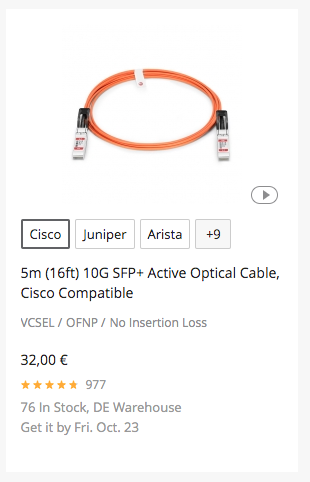 Cisco
Juniper
Arista
+9
5m (16ft) 10G SFP+ Active Optical Cable,
Cisco Compatible
VCSEL / OFNP / No Insertion Loss
32,00 €
977
76 In Stock, DE Warehouse
Get it by Fri. Oct. 23